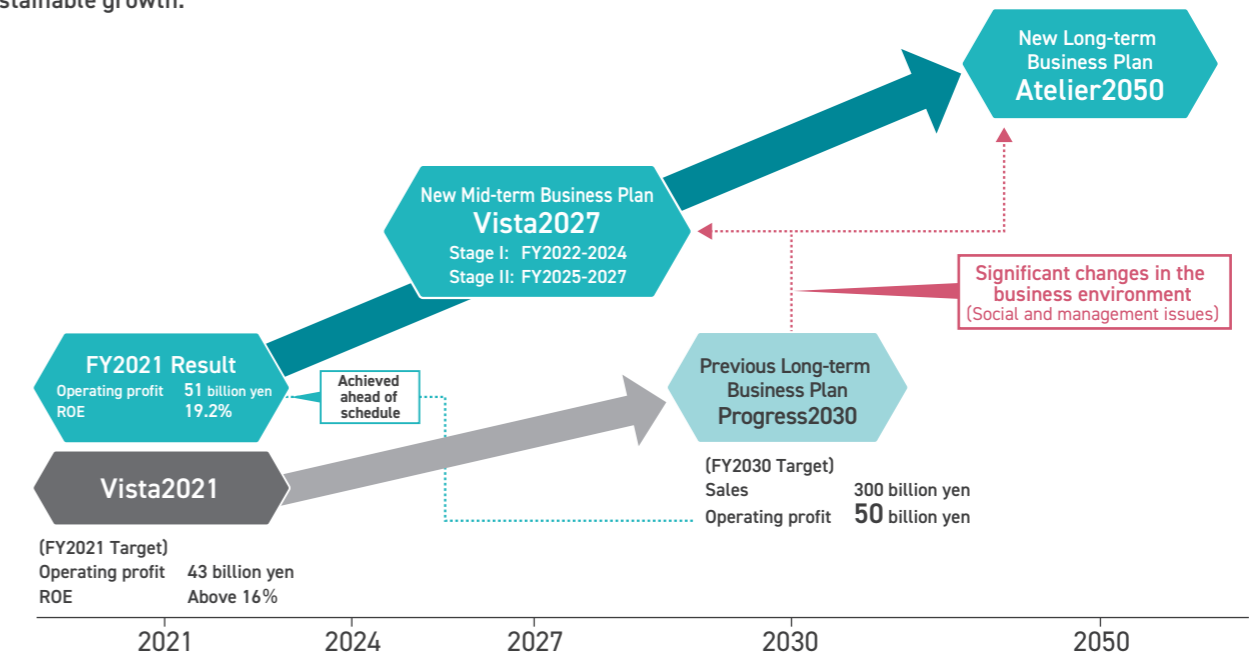 stainable growth.
New Long-term
Business Plan
Atelier2050
New Mid-term Business Plan
Vista2027
Stage I: FY2022-2024
Stage II: FY2025-2027
Significant changes in the
business environment
(Social and management issues)
FY2021 Result
Operating profit 51 billion yen
ROE 19.2%
Achieved
ahead of
schedule
Previous Long-term
Business Plan
Progress2030
(FY2030 Target)
Sales 300 billion yen
Operating profit 50 billion yen
Vista2021
(FY2021 Target)
Operating profit 43 billion yen
ROE Above 16%
2021 2024 2027 2030 2050